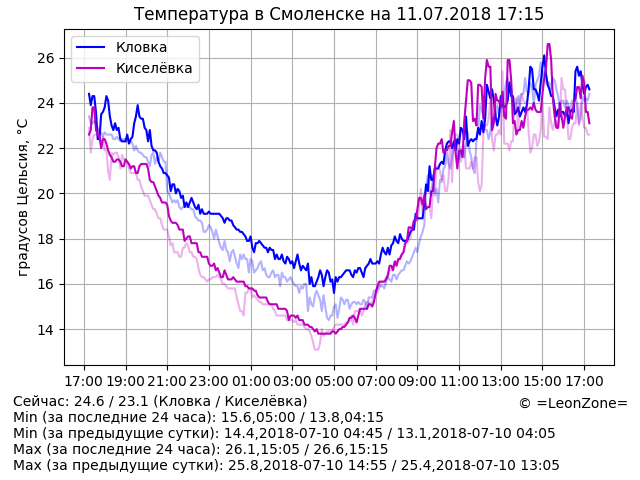 Температура в Смоленске на 11.07.2018 17:15
Кловка
Киселёвка
градусов Цельсия, °C
26
24
22
20
18
16
14
17:00 19:00 21:00 23:00 01:00 03:00 05:00 07:00 09:00 11:00 13:00 15:00 17:00
Сейчас: 24.6 / 23.1 (Кловка / Киселёвка)
© =LeonZone=
Min (за последние 24 часа): 15.6,05:00 / 13.8,04:15
Min (за предыдущие сутки): 14.4,2018-07-10 04:45 / 13.1,2018-07-10 04:05
Max (за последние 24 часа): 26.1,15:05 / 26.6,15:15
Max (за предыдущие сутки): 25.8,2018-07-10 14:55 / 25.4,2018-07-10 13:05